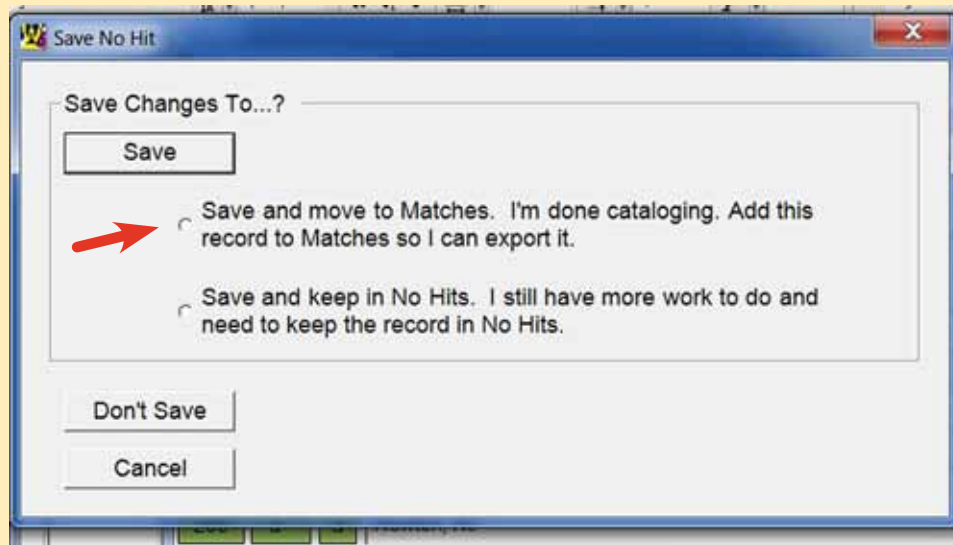 Save No Hit
Save Changes To...?
Save
Save and move to Matches.  I'm done cataloging. Add this
record to Matches so I can export it.
Save and keep in No Hits.  I still have more work to do and
need to keep the record in No Hits.
Don't Save
Cancel